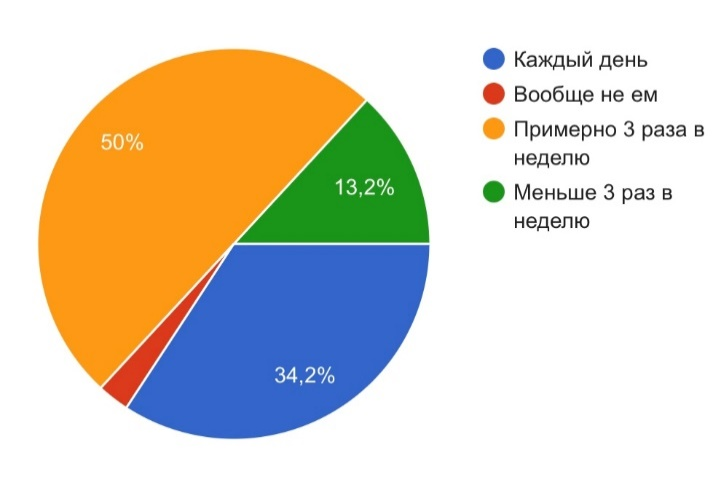 Каждый день
Вообще не ем
Примерно 3 раза в
неделю
Меньше 3 раз в
неделю
50%
13,2%
34,2%